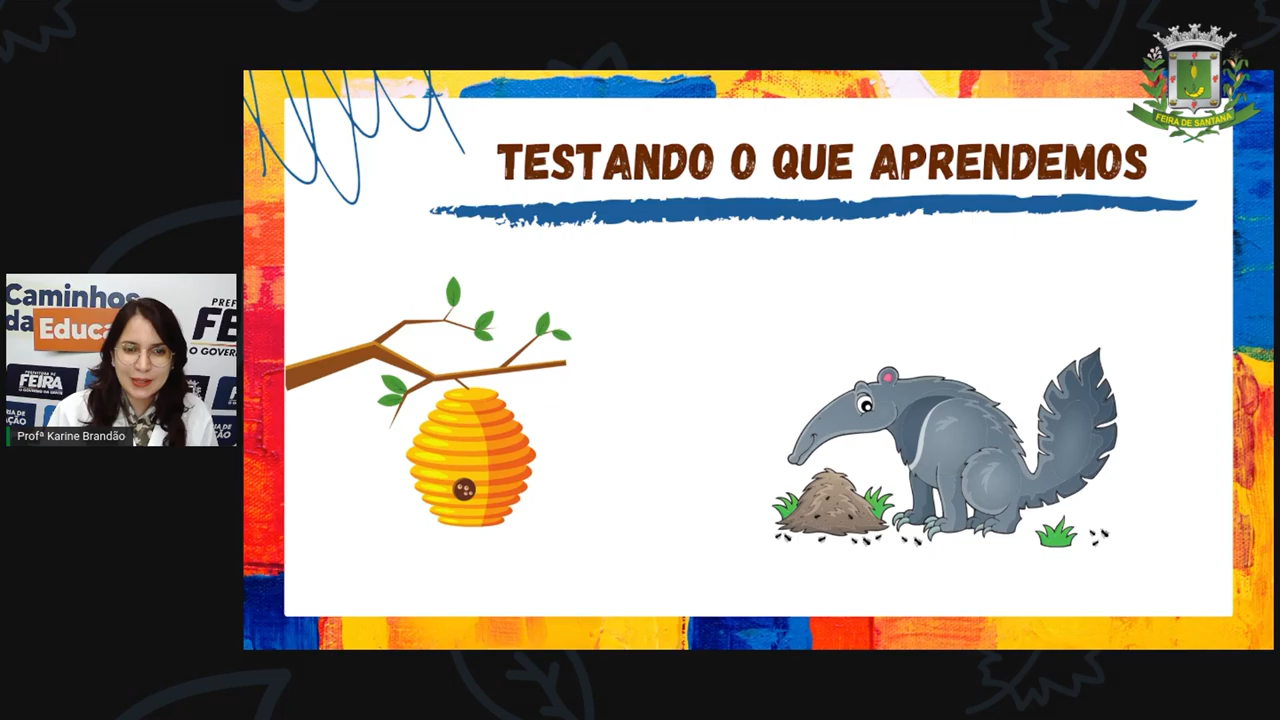 FEIRA DE SANTANA
TESTANDO O QUE APRENDEMOS
Caminhos
da
Educa
PREF
FE
O GOVER
FEIRA
Profª Karine Brandão